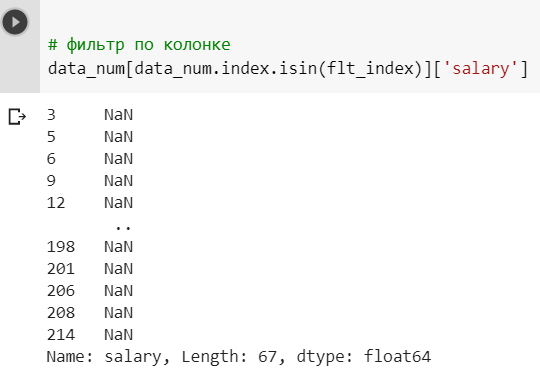 # фильтр по колонке
data_num[data_num.index.isin(flt_index)]['salary']
3 NaN
5 NaN
6 NaN
9 NaN
12 NaN
..
198 NaN
201 NaN
206 NaN
208 NaN
214 NaN
Name: salary, Length: 67, dtype: float64